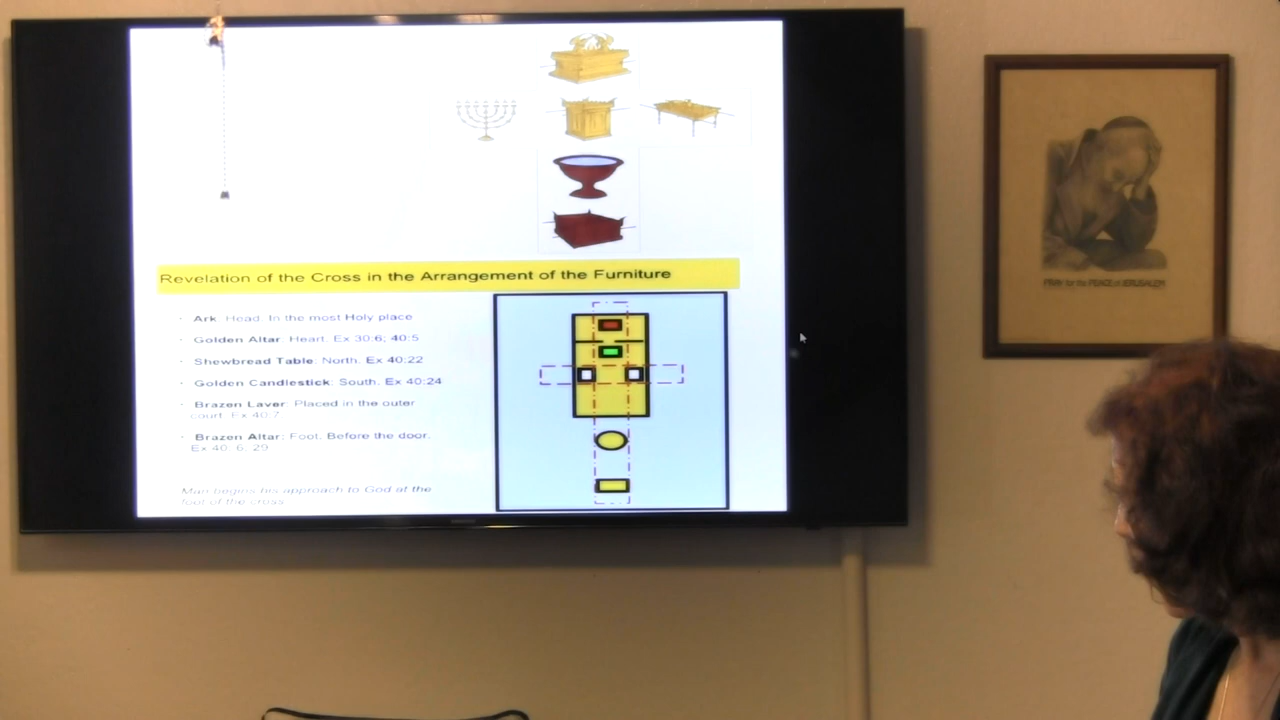 Revelation of the Cross in the Arrangement of the Furniture
· Ark: Head. In the most Holy place
· Golden Altar: Heart. Ex 30:6; 40:5
· Shewbread Table: North. Ex 40:22
· Golden Candlestick: South. Ex 40:24
· Brazen Laver: Placed in the outer
court. Ex 40:7
· Brazen Altar: Foot. Before the door.
Ex 40: 6, 29
Man begins his approach to God at the
foot of the cross
PRAY for the PEACE of JERUSALEM